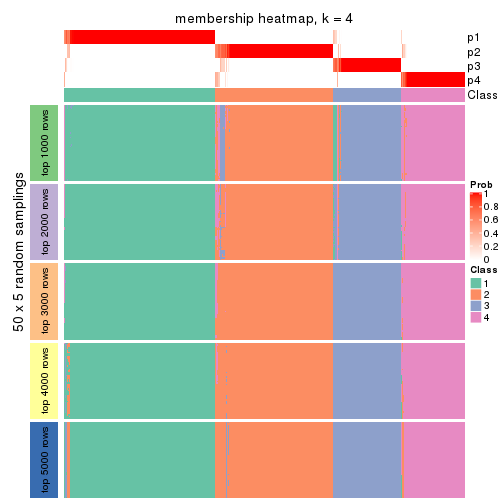 membership heatmap, k = 4
p1
p2
p3
p4
Class
50 x 5 random samplings
top 1000 rows
top 2000 rows
top 3000 rows
top 4000 rows
top 5000 rows
Prob
1
0.8
0.6
0.4
0.2
0
Class
1
2
3
4